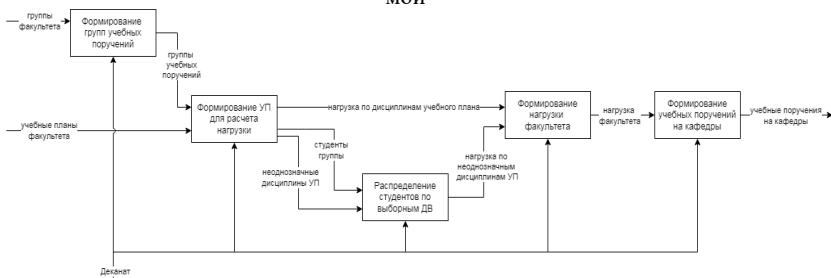 мой
группы
факультета
Формирование
групп учебных
поручений
группы
учебных
поручений
учебные планы
факультета
Формирование УП
для расчета
нагрузки
нагрузка по дисциплинам учебного плана
студенты
группы
неоднозначные
дисциплины УП
Распределение
студентов по
выборным ДВ
нагрузка по
неоднозначным
дисциплинам УП
Формирование
нагрузки
факультета
нагрузка
факультета
Формирование
учебных поручений
на кафедры
учебные поручения
на кафедры
Деканат